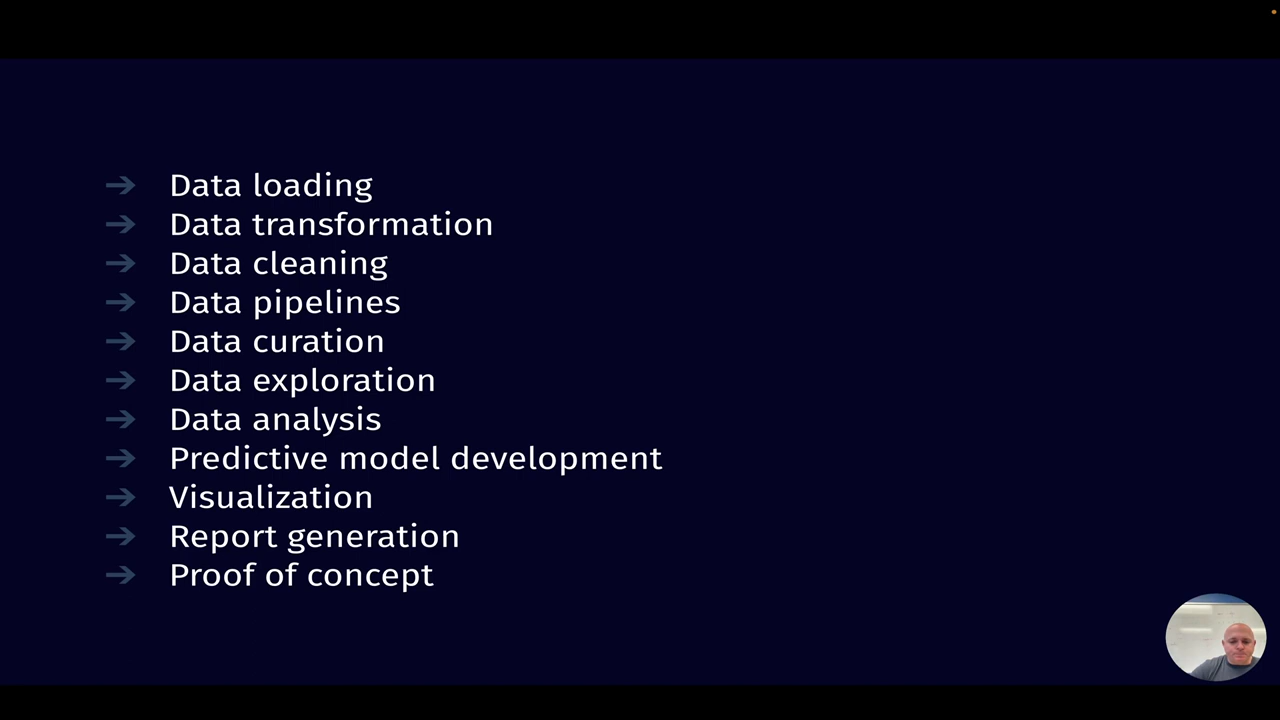 ➔ Data loading
➔ Data transformation
➔ Data cleaning
➔ Data pipelines
➔ Data curation
➔ Data exploration
➔ Data analysis
➔ Predictive model development
➔ Visualization
➔ Report generation
➔ Proof of concept